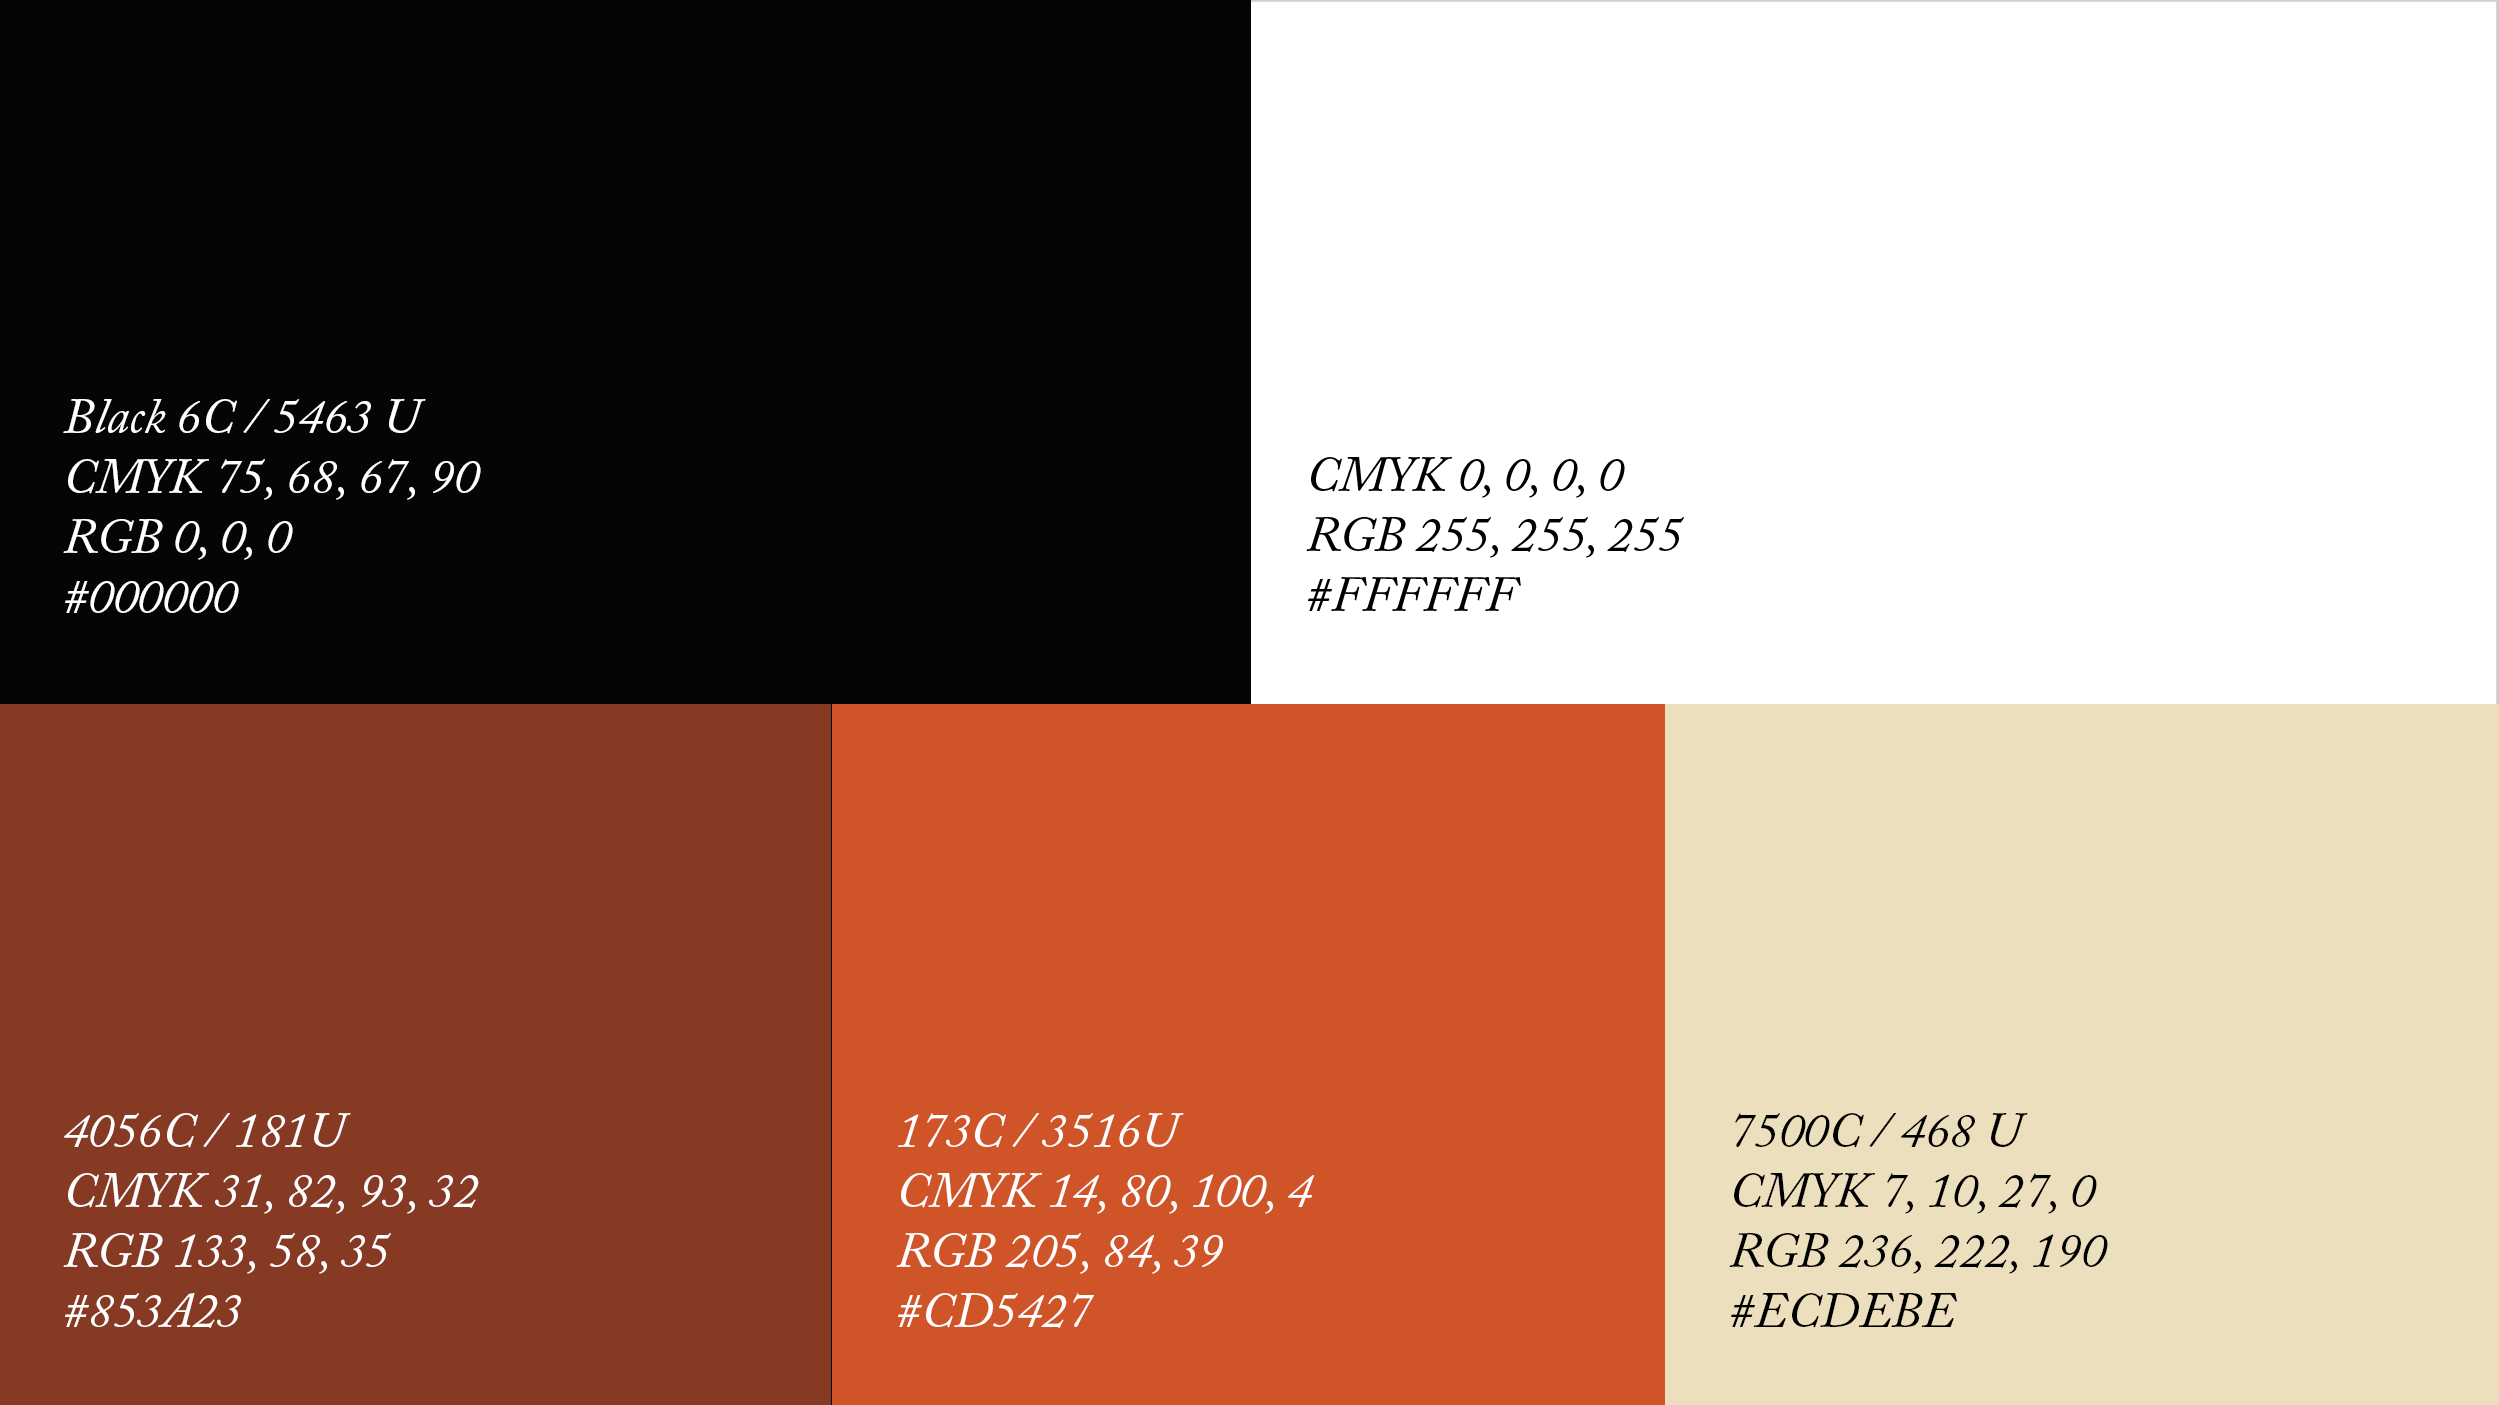 Black 6C / 5463 U
CMYK 75, 68, 67, 90
RGB 0, 0, 0
#000000
CMYK 0, 0, 0, 0
RGB 255, 255, 255
#FFFFFF
4056C / 181U
CMYK 31, 82, 93, 32
RGB 133, 58, 35
#853A23
173C / 3516U
CMYK 14, 80, 100, 4
RGB 205, 84, 39
#CD5427
7500C / 468 U
CMYK 7, 10, 27, 0
RGB 236, 222, 190
#ECDEBE